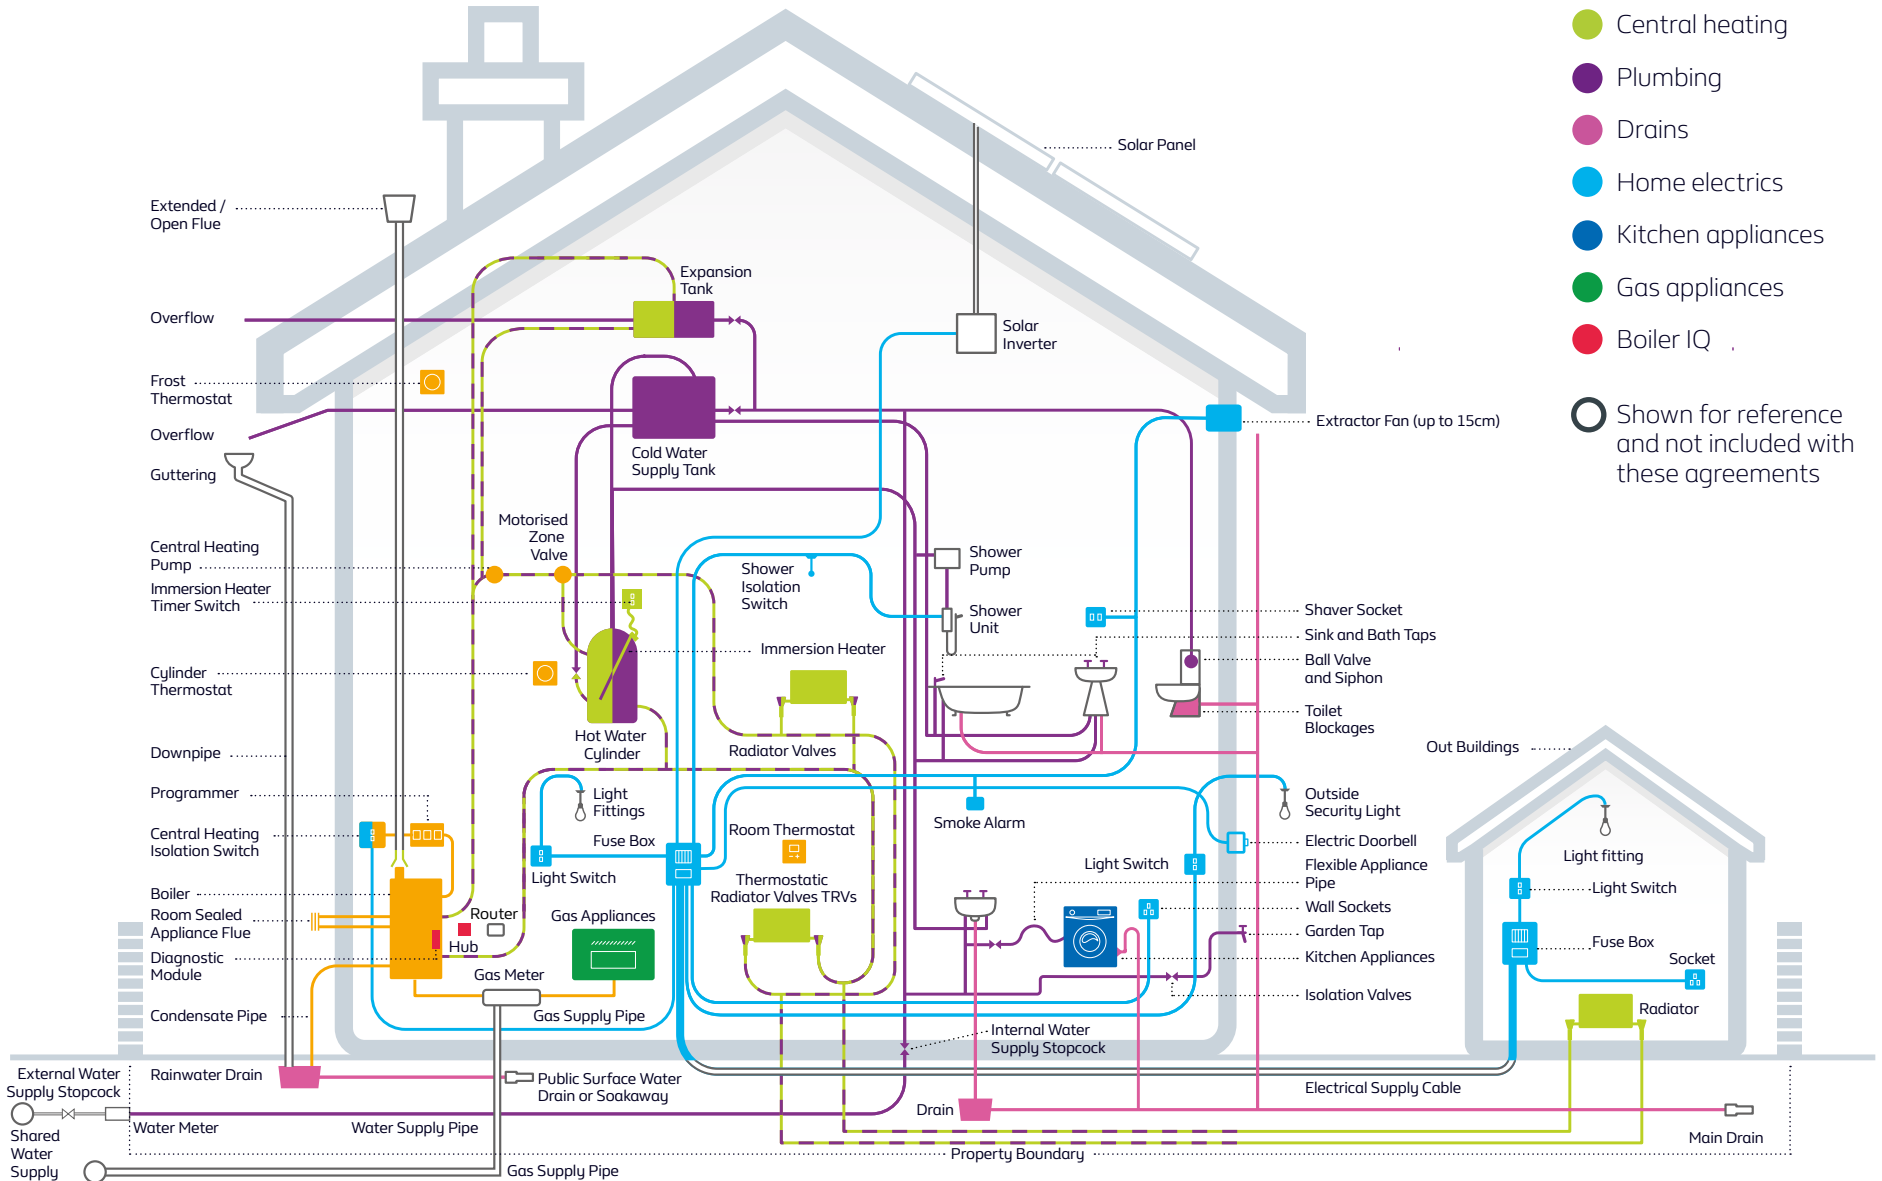 Central heating
Plumbing
Drains
Home electrics
Kitchen appliances
Gas appliances
Boiler IQ
Shown for reference
and not included with
these agreements
Solar Panel
Extended /
Open Flue
Expansion
Tank
Overflow
Solar
Inverter
Frost
Thermostat
Overflow
Extractor Fan (up to 15cm)
Cold Water
Supply Tank
Guttering
Motorised
Zone
Valve
Central Heating
Pump
Immersion Heater
Timer Switch
Shower
Isolation
Switch
Shower
Pump
Shower
Unit
Shaver Socket
Sink and Bath Taps
Immersion Heater
Ball Valve
and Siphon
Cylinder
Thermostat
Toilet
Blockages
Hot Water
Cylinder
Radiator Valves
Out Buildings
Downpipe
Programmer
Light
Fittings
Outside
Security Light
Smoke Alarm
Central Heating
Isolation Switch
Fuse Box
Room Thermostat
Electric Doorbell
Light Switch
Light Switch
Flexible Appliance
Pipe
Light fitting
Thermostatic
Radiator Valves TRVs
Boiler
Light Switch
Wall Sockets
Room Sealed
Appliance Flue
Router
Gas Appliances
Garden Tap
Hub
Fuse Box
Diagnostic
Module
Kitchen Appliances
Socket
Gas Meter
Isolation Valves
Condensate Pipe
Gas Supply Pipe
Radiator
Internal Water
Supply Stopcock
External Water
Supply Stopcock
Rainwater Drain
Public Surface Water
Drain or Soakaway
Electrical Supply Cable
Drain
Water Meter
Water Supply Pipe
Shared
Water
Supply
Main Drain
Property Boundary
Gas Supply Pipe